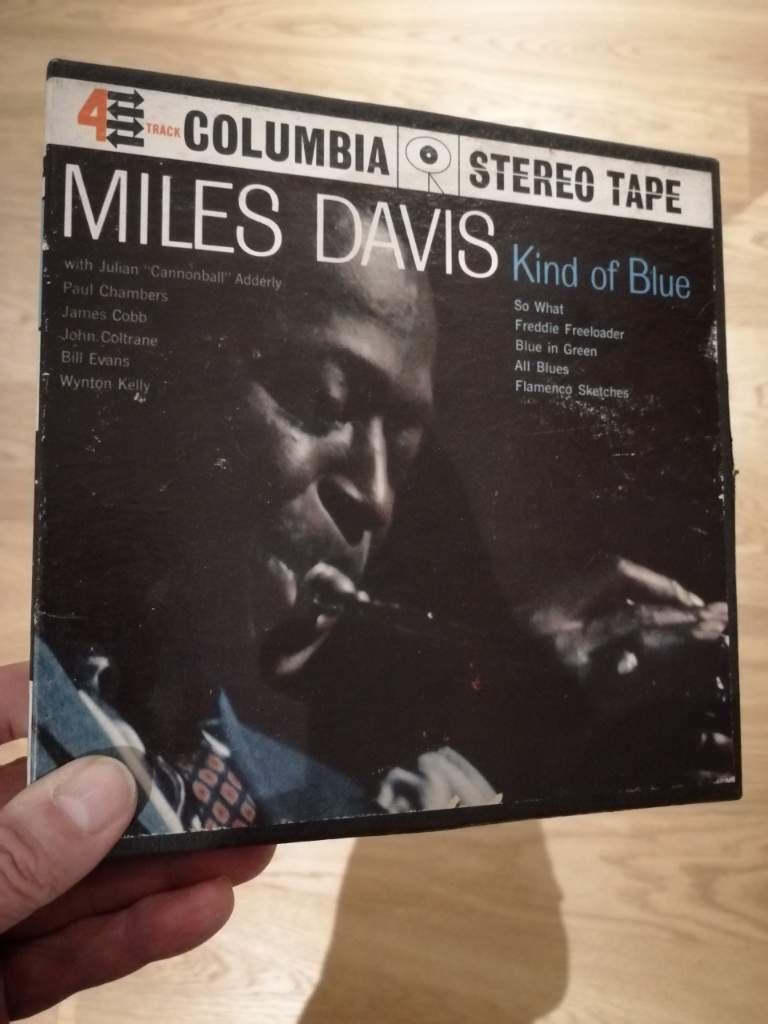 4 TRACK COLUMBIA STEREO TAPE
MILES DAVIS Kind of Blue
with Julian "Cannonball" Adderly
Paul Chambers
James Cobb
John Coltrane
Bill Evans
Wynton Kelly
So What
Freddie Freeloader
Blue in Green
All Blues
Flamenco Sketches